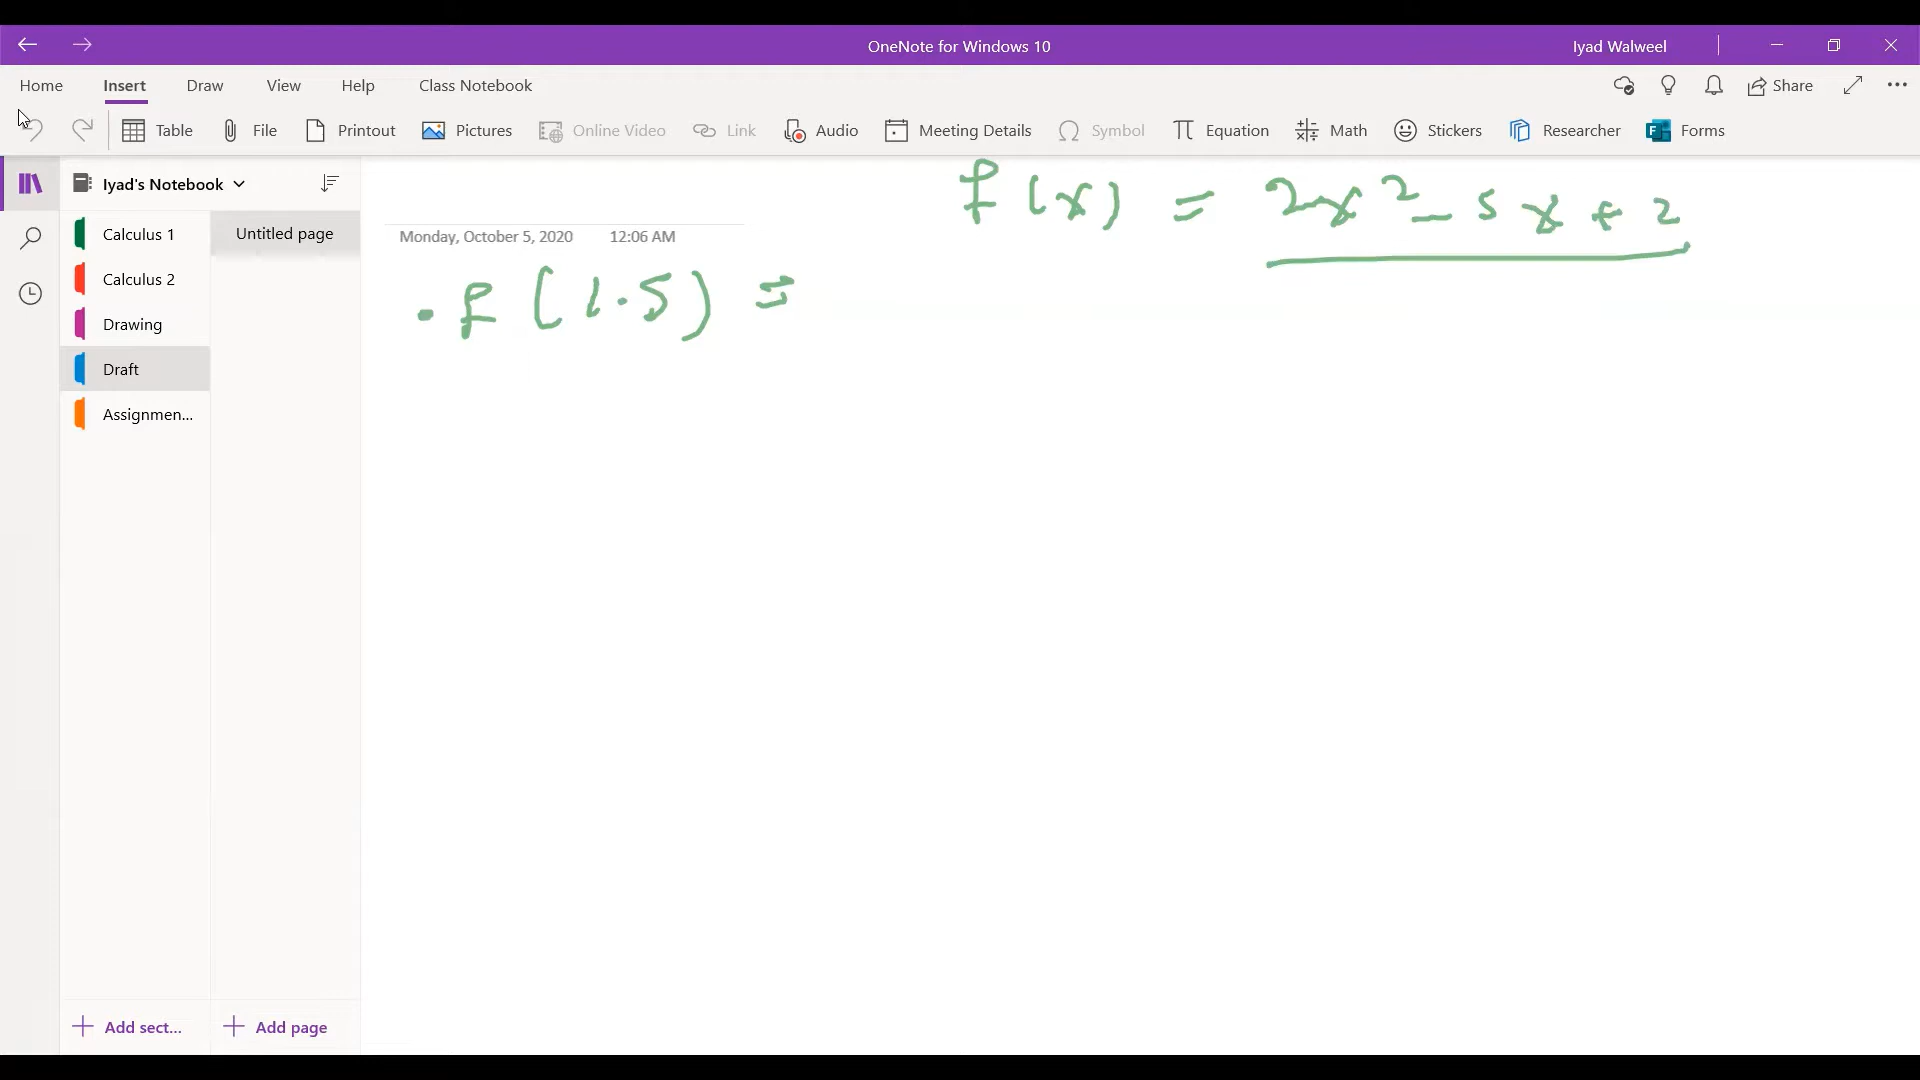 OneNote for Windows 10
Iyad Walweel
Home Insert Draw View Help Class Notebook
Share
Table File Printout Pictures Online Video Link Audio Meeting Details Symbol Equation Math Stickers Researcher Forms
Iyad's Notebook
Calculus 1
Calculus 2
Drawing
Draft
Assignmen...
Untitled page
Add sect...
Add page
f(x) = 2x² - 5x + 2
Monday, October 5, 2020 12:06 AM
. f(1.5) =